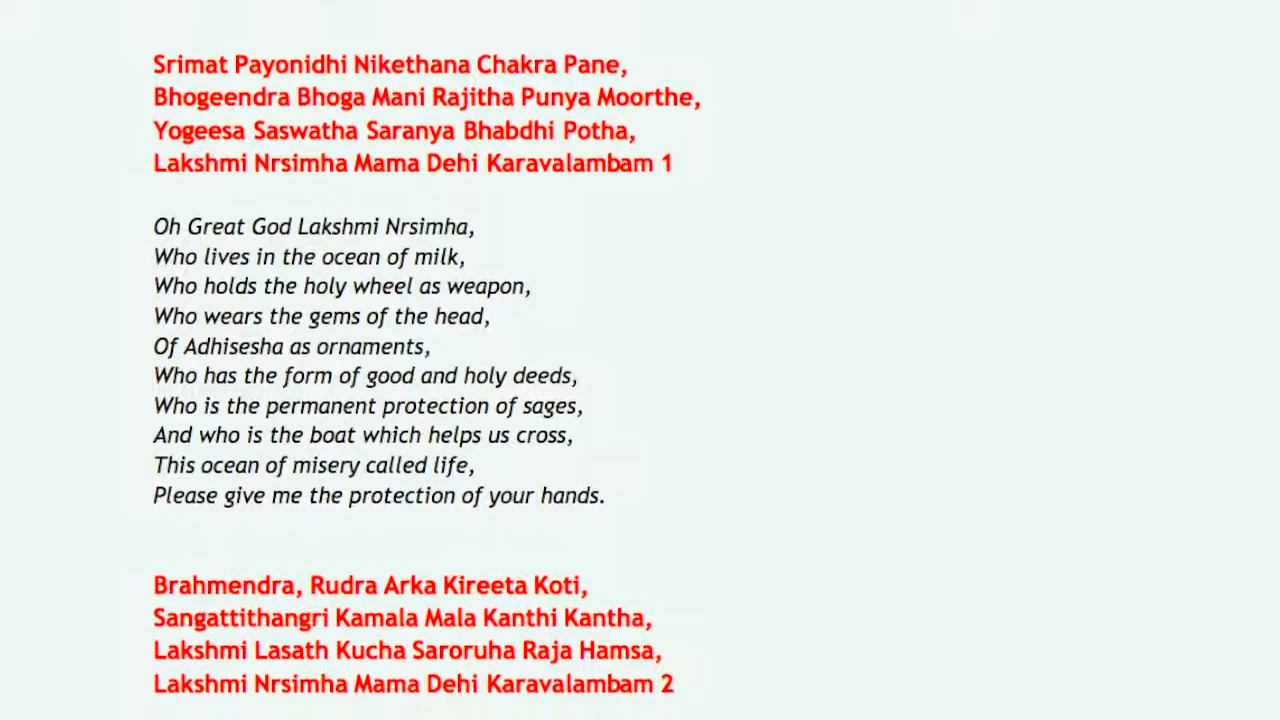 Srimat Payonidhi Nikethana Chakra Pane,
Bhogeendra Bhoga Mani Rajitha Punya Moorthe,
Yogeesa Saswatha Saranya Bhabdhi Potha,
Lakshmi Nrsimha Mama Dehi Karavalambam 1
Oh Great God Lakshmi Nrsimha,
Who lives in the ocean of milk,
Who holds the holy wheel as weapon,
Who wears the gems of the head,
Of Adhisesha as ornaments,
Who has the form of good and holy deeds,
Who is the permanent protection of sages,
And who is the boat which helps us cross,
This ocean of misery called life,
Please give me the protection of your hands.
Brahmendra, Rudra Arka Kireeta Koti,
Sangattithangri Kamala Mala Kanthi Kantha,
Lakshmi Lasath Kucha Saroruha Raja Hamsa,
Lakshmi Nrsimha Mama Dehi Karavalambam 2